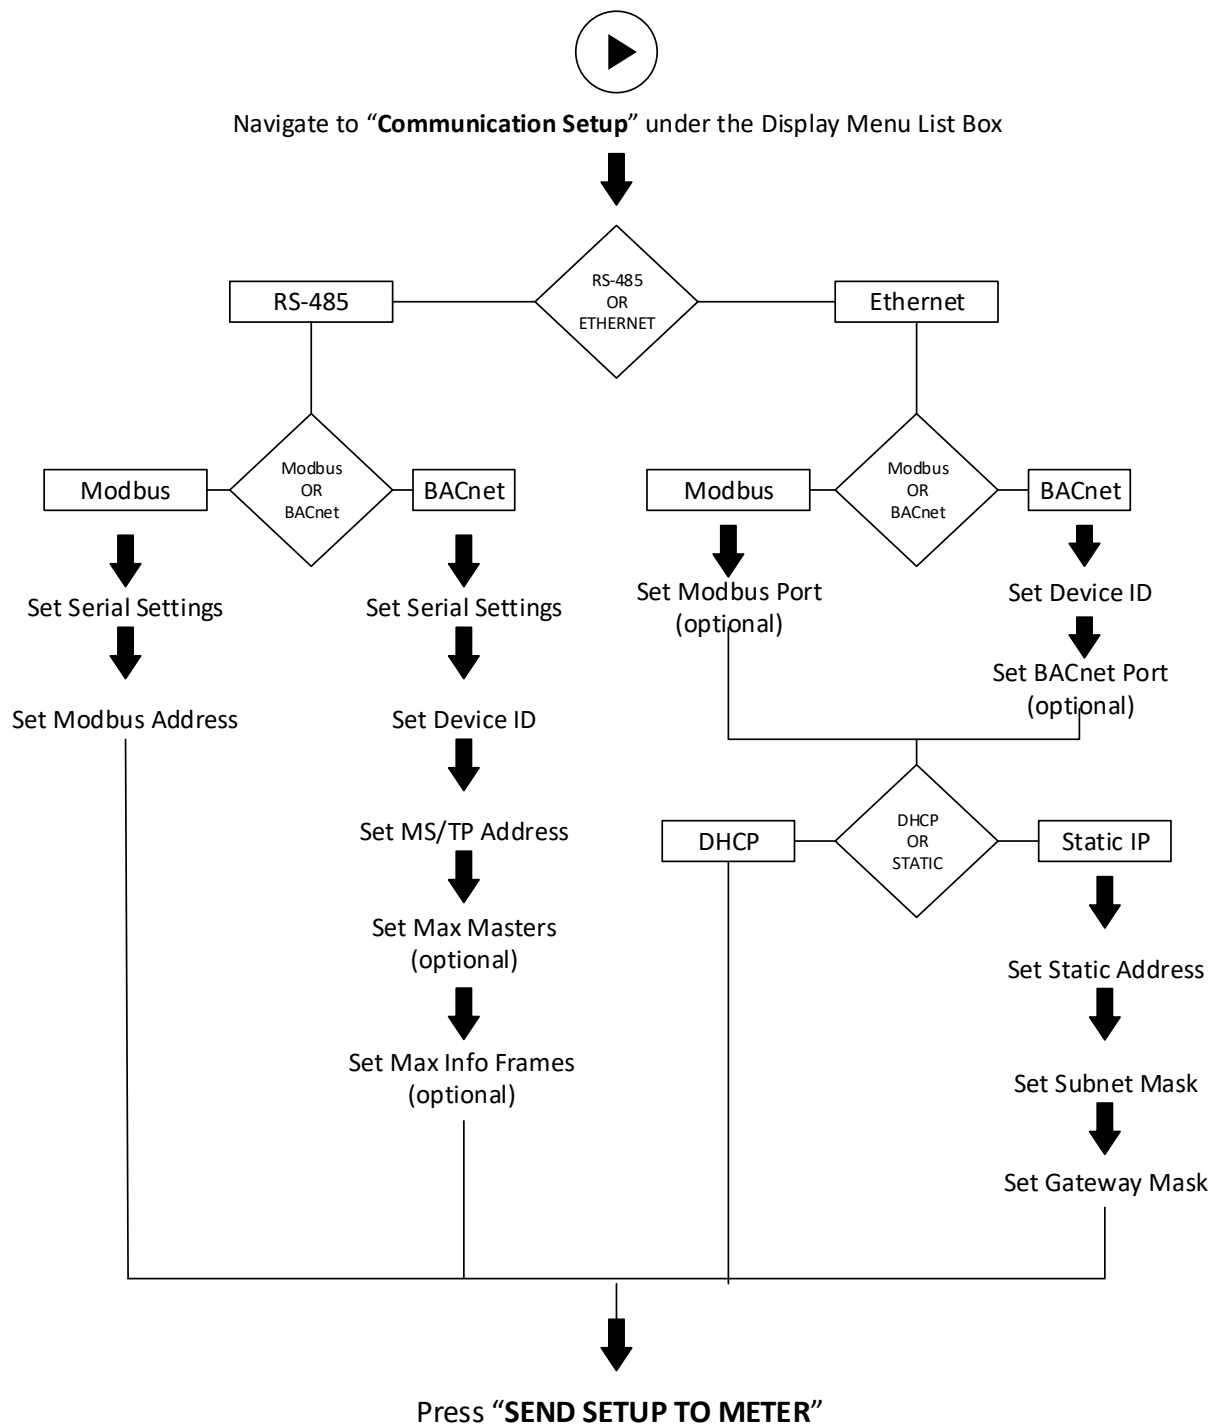 Navigate to “Communication Setup” under the Display Menu List Box
RS-485
OR
ETHERNET
RS-485
Ethernet
Modbus
OR
BACnet
Modbus
BACnet
Modbus
OR
BACnet
Modbus
BACnet
Set Serial Settings
Set Modbus Address
Set Serial Settings
Set Device ID
Set MS/TP Address
Set Max Masters
(optional)
Set Max Info Frames
(optional)
Set Modbus Port
(optional)
Set Device ID
Set BACnet Port
(optional)
DHCP
OR
STATIC
DHCP
Static IP
Set Static Address
Set Subnet Mask
Set Gateway Mask
Press “SEND SETUP TO METER”